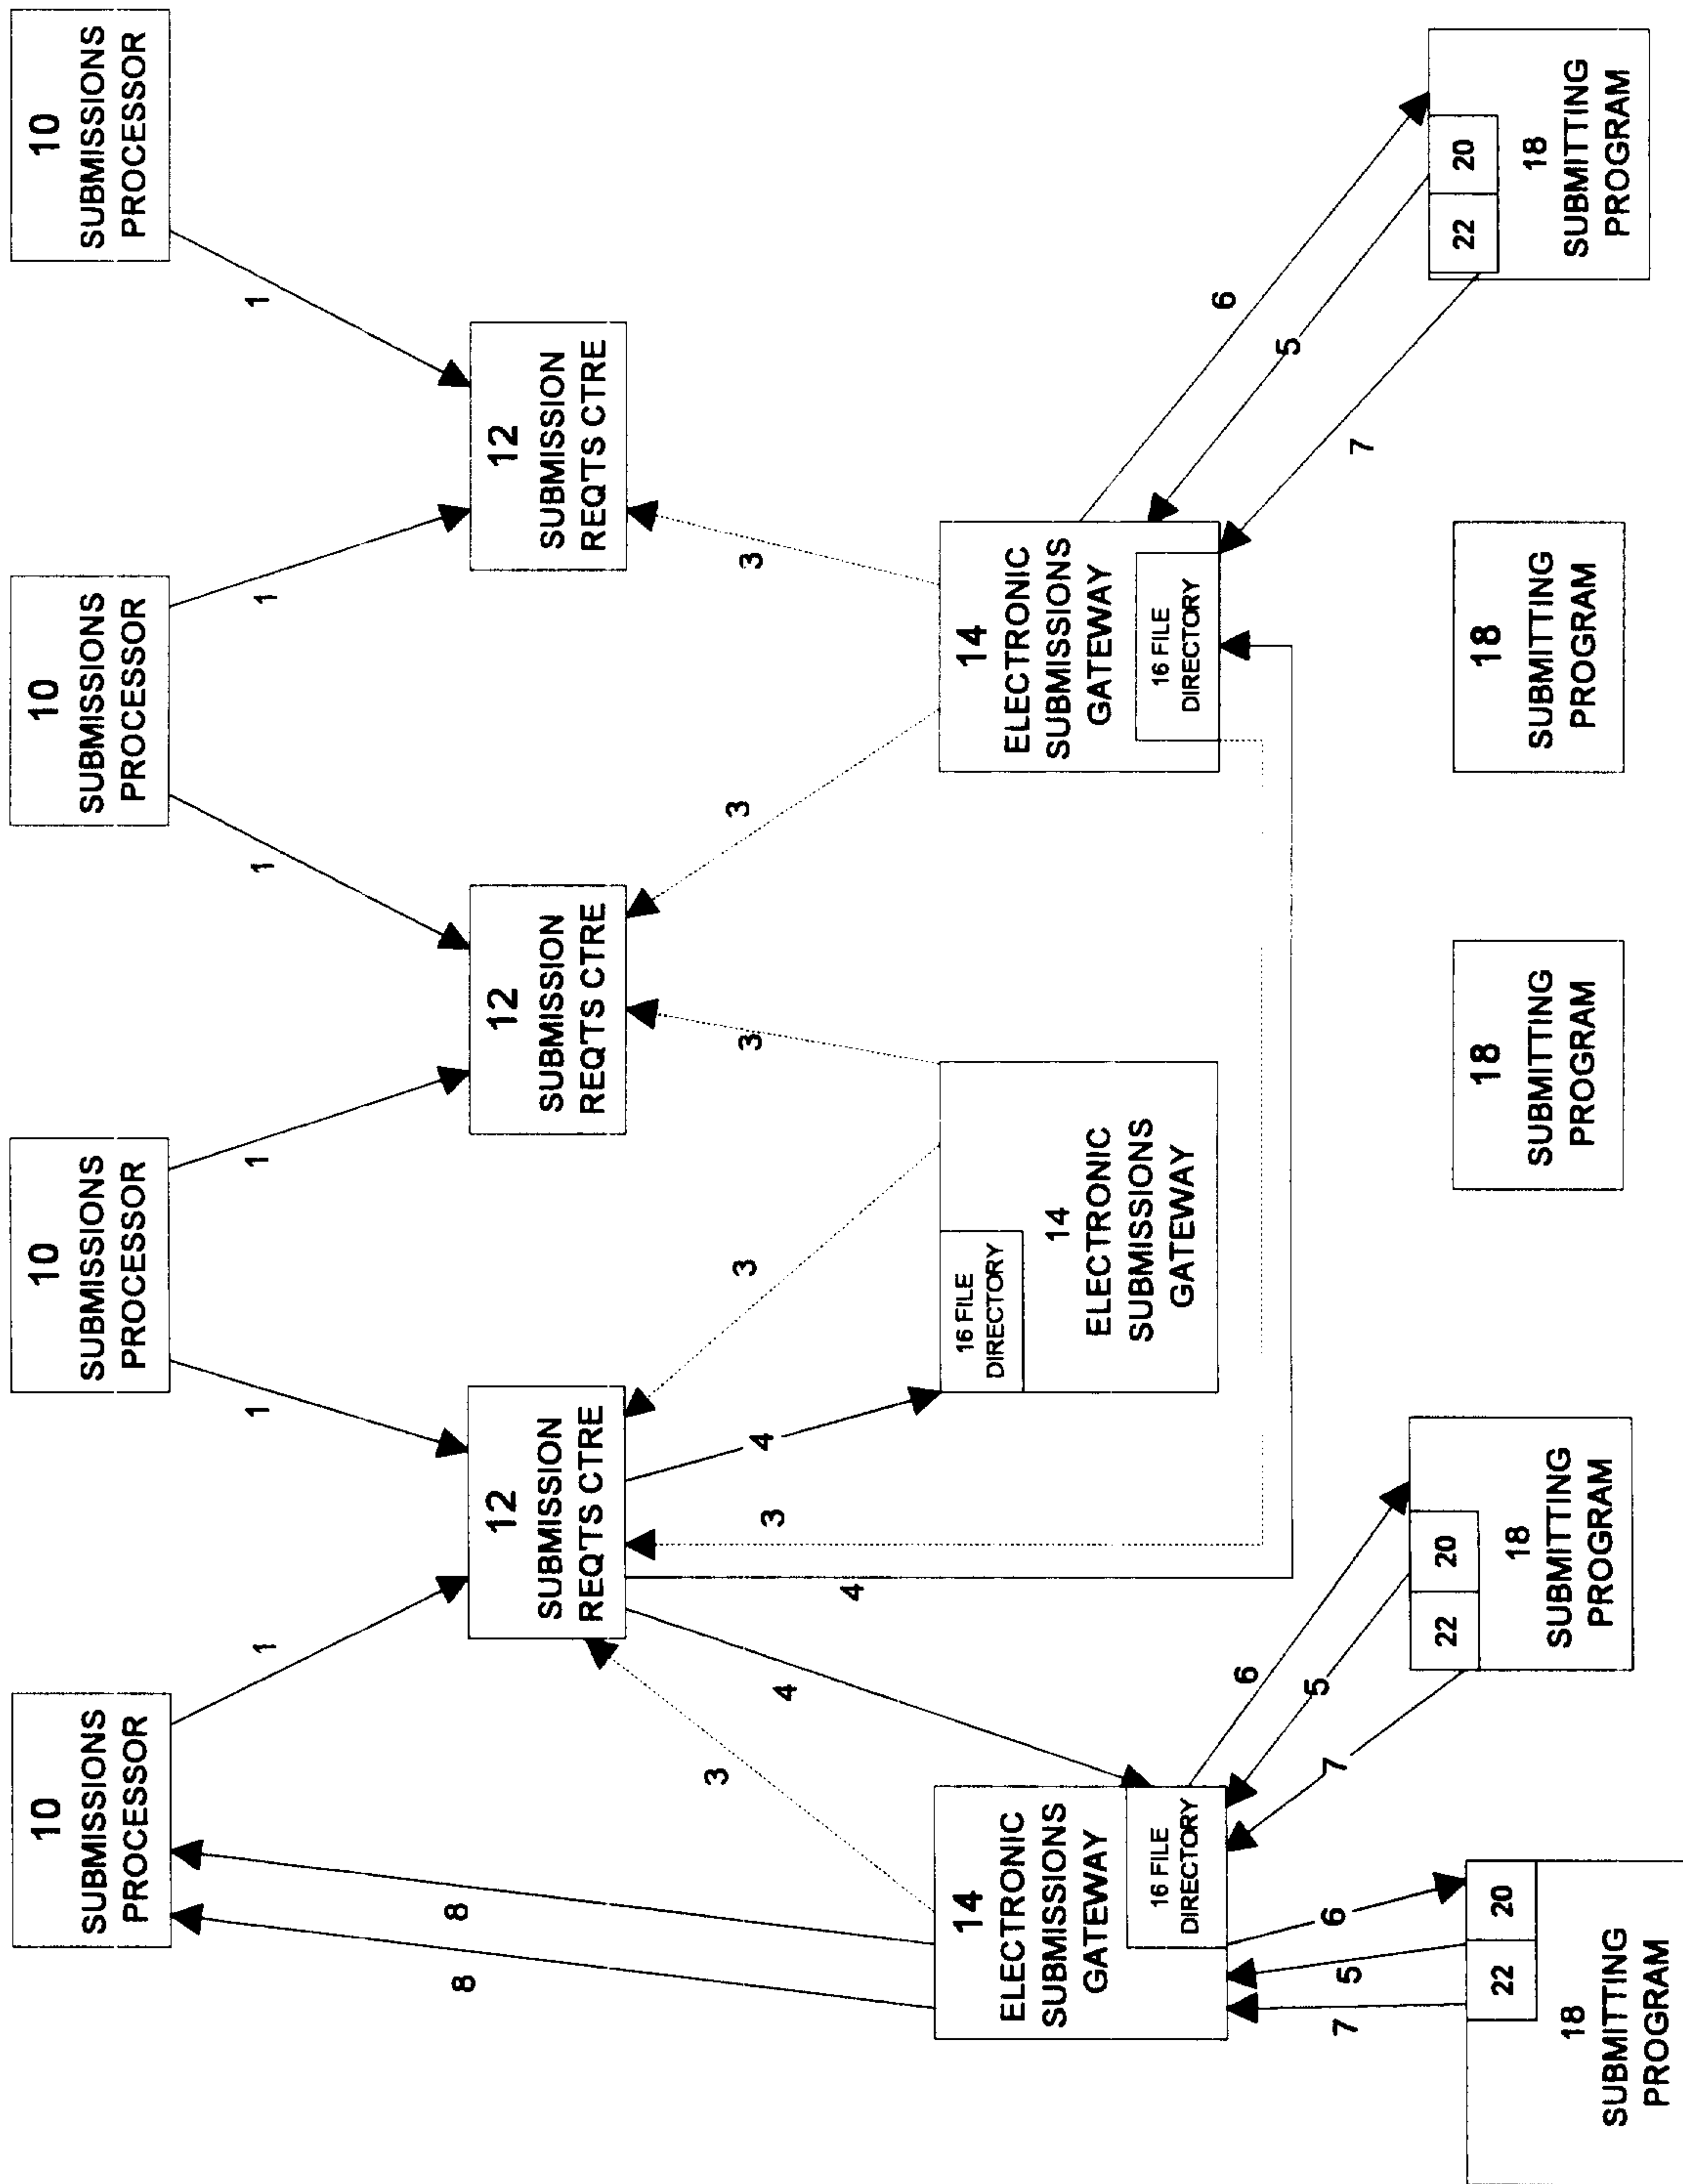 10
SUBMISSIONS
PROCESSOR
10
SUBMISSIONS
PROCESSOR
10
SUBMISSIONS
PROCESSOR
10
SUBMISSIONS
PROCESSOR
8
8
1
1
1
1
1
1
12
SUBMISSION
REQTS CTRE
12
SUBMISSION
REQTS CTRE
12
SUBMISSION
REQTS CTRE
3
4
4
3
4
3
3
3
3
14
ELECTRONIC
SUBMISSIONS
GATEWAY
16 FILE
DIRECTORY
16 FILE
DIRECTORY
14
ELECTRONIC
SUBMISSIONS
GATEWAY
14
ELECTRONIC
SUBMISSIONS
GATEWAY
16 FILE
DIRECTORY
7
5
6
7
5
6
7
5
6
22 20
18
SUBMITTING
PROGRAM
22 20
18
SUBMITTING
PROGRAM
18
SUBMITTING
PROGRAM
18
SUBMITTING
PROGRAM
22 20
18
SUBMITTING
PROGRAM